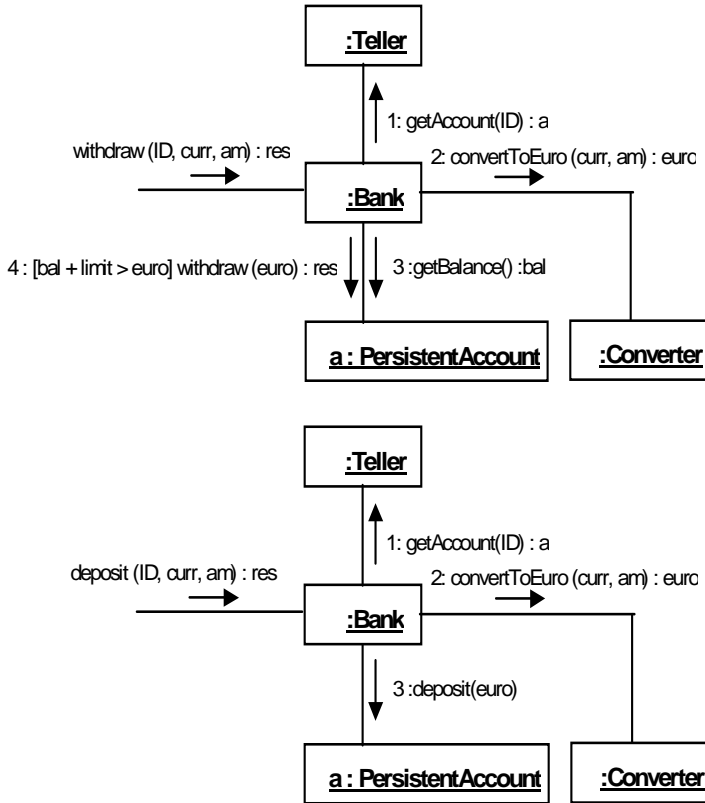 :Teller
1: getAccount(ID) : a
withdraw (ID, curr, am) : res
2: convertToEuro (curr, am) : euro
:Bank
4 : [bal + limit > euro] withdraw (euro) : res
3 :getBalance() :bal
a : PersistentAccount
:Converter
:Teller
1: getAccount(ID) : a
deposit (ID, curr, am) : res
2: convertToEuro (curr, am) : euro
:Bank
3 :deposit(euro)
a : PersistentAccount
:Converter